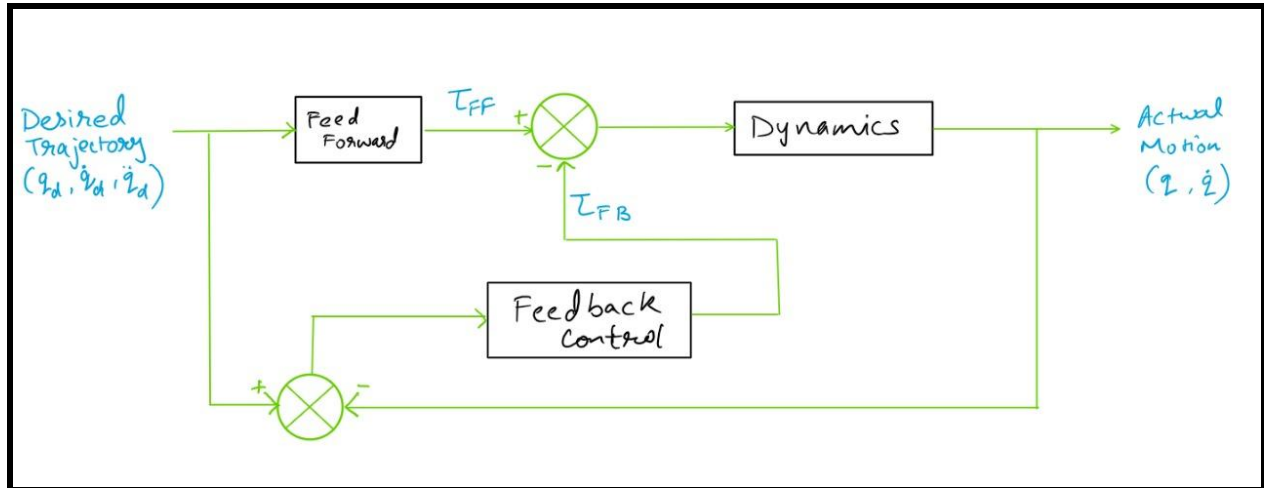 Desired
Trajectory
(q_d, q̇_d, q̈_d)
Feed
Forward
τ_FF
+
-
τ_FB
Dynamics
Actual
Motion
(q, q̇)
Feedback
Control
+
-